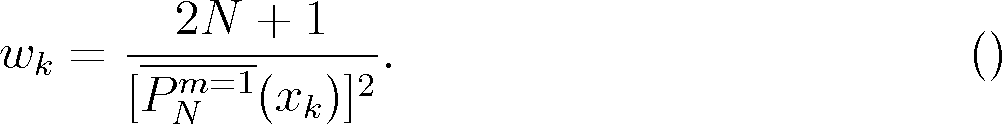 $w_k = \frac{2N+1}{[\overline{P_N^{m=1}}(x_k)]^2}.$ ()